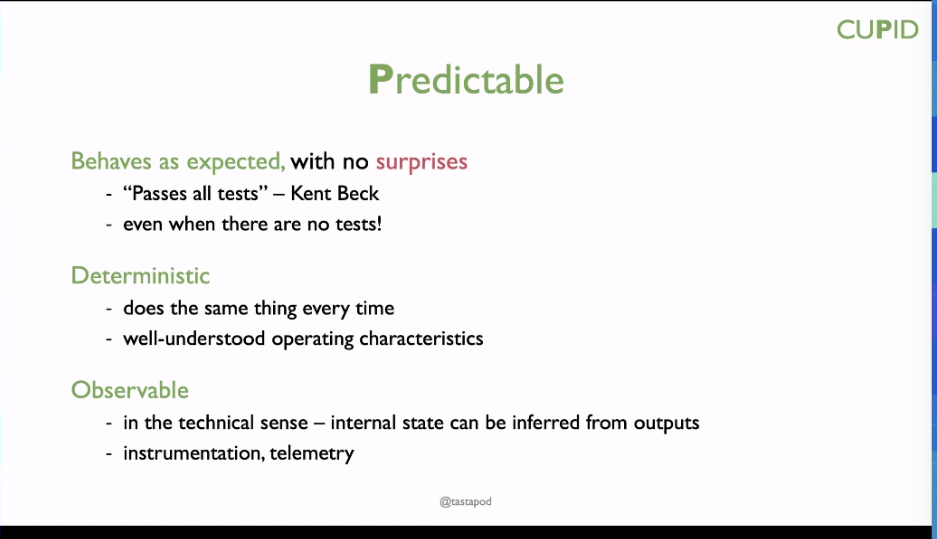 CUPID
Predictable
Behaves as expected, with no surprises
- “Passes all tests” – Kent Beck
- even when there are no tests!
Deterministic
- does the same thing every time
- well-understood operating characteristics
Observable
- in the technical sense – internal state can be inferred from outputs
- instrumentation, telemetry
@tastapod